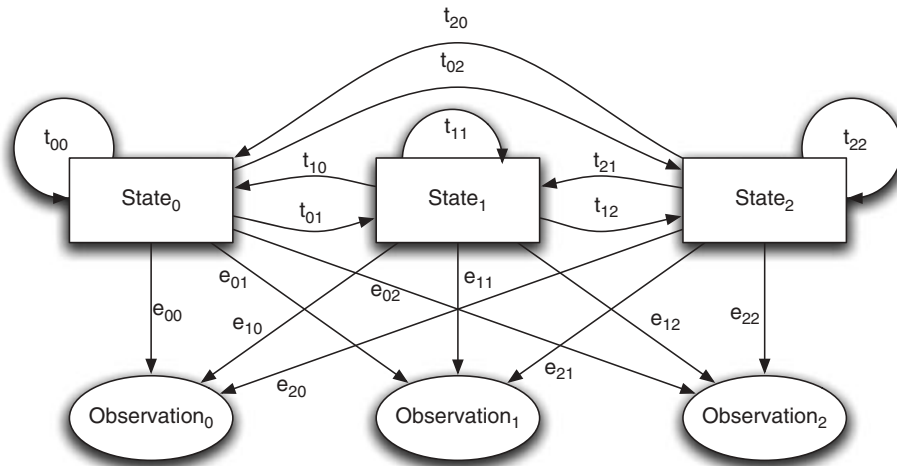 t₂₀
t₀₂
t₀₀
t₁₁
t₂₂
t₁₀
t₂₁
State₀
State₁
State₂
t₀₁
t₁₂
e₀₁
e₁₁
e₀₂
e₀₀
e₁₀
e₁₂
e₂₂
e₂₀
e₂₁
Observation₀
Observation₁
Observation₂